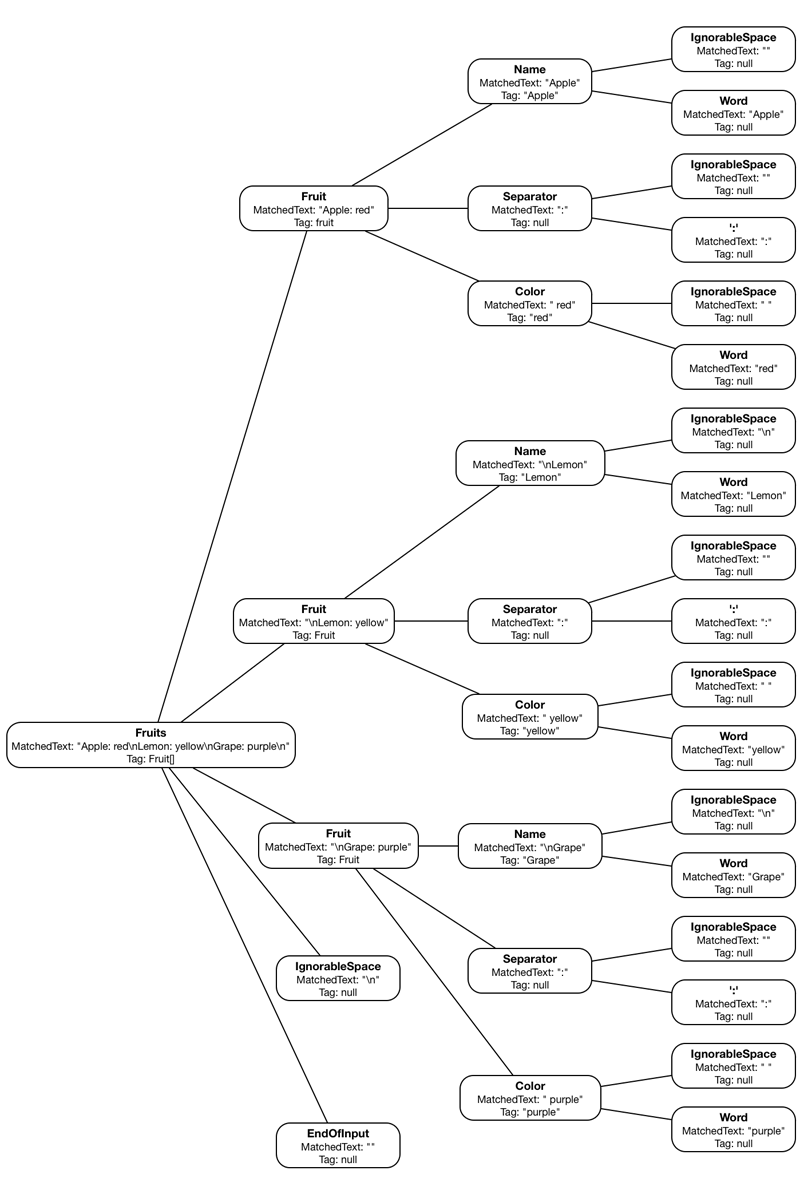 IgnorableSpace
MatchedText: ""
Tag: null
Name
MatchedText: "Apple"
Tag: "Apple"
Word
MatchedText: "Apple"
Tag: null
IgnorableSpace
MatchedText: ""
Tag: null
Fruit
MatchedText: "Apple: red"
Tag: fruit
Separator
MatchedText: ":"
Tag: null
':'
MatchedText: ":"
Tag: null
Color
MatchedText: " red"
Tag: "red"
IgnorableSpace
MatchedText: " "
Tag: null
Word
MatchedText: "red"
Tag: null
IgnorableSpace
MatchedText: "\n"
Tag: null
Name
MatchedText: "\nLemon"
Tag: "Lemon"
Word
MatchedText: "Lemon"
Tag: null
IgnorableSpace
MatchedText: ""
Tag: null
Fruit
MatchedText: "\nLemon: yellow"
Tag: Fruit
Separator
MatchedText: ":"
Tag: null
':'
MatchedText: ":"
Tag: null
IgnorableSpace
MatchedText: " "
Tag: null
Color
MatchedText: " yellow"
Tag: "yellow"
Word
MatchedText: "yellow"
Tag: null
Fruits
MatchedText: "Apple: red\nLemon: yellow\nGrape: purple\n"
Tag: Fruit[]
IgnorableSpace
MatchedText: "\n"
Tag: null
Fruit
MatchedText: "\nGrape: purple"
Tag: Fruit
Name
MatchedText: "\nGrape"
Tag: "Grape"
Word
MatchedText: "Grape"
Tag: null
IgnorableSpace
MatchedText: ""
Tag: null
Separator
MatchedText: ":"
Tag: null
IgnorableSpace
MatchedText: "\n"
Tag: null
':'
MatchedText: ":"
Tag: null
IgnorableSpace
MatchedText: " "
Tag: null
Color
MatchedText: " purple"
Tag: "purple"
Word
MatchedText: "purple"
Tag: null
EndOfInput
MatchedText: ""
Tag: null